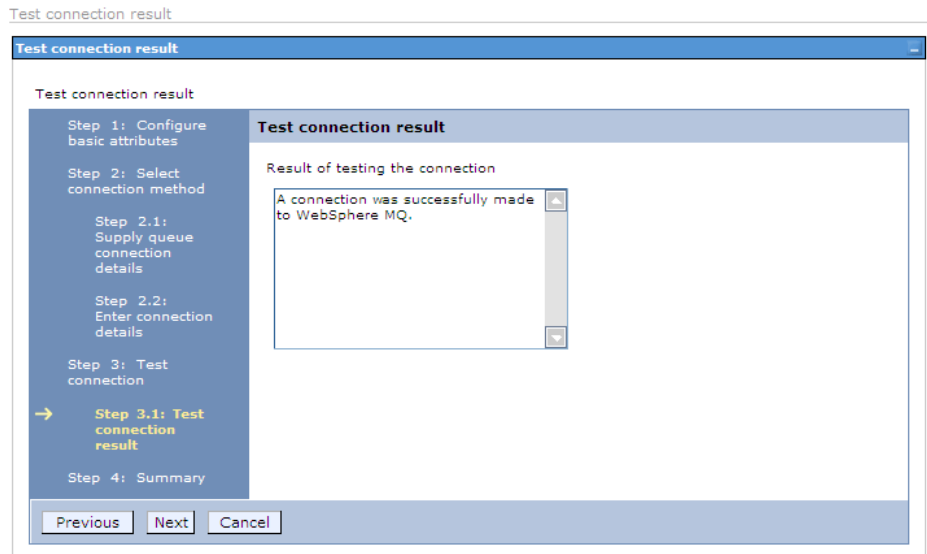 Test connection result
Test connection result
Test connection result
Step 1: Configure
basic attributes
Step 2: Select
connection method
Step 2.1:
Supply queue
connection
details
Step 2.2:
Enter connection
details
Step 3: Test
connection
Step 3.1: Test
connection
result
Step 4: Summary
Test connection result
Result of testing the connection
A connection was successfully made
to WebSphere MQ.
Previous Next Cancel